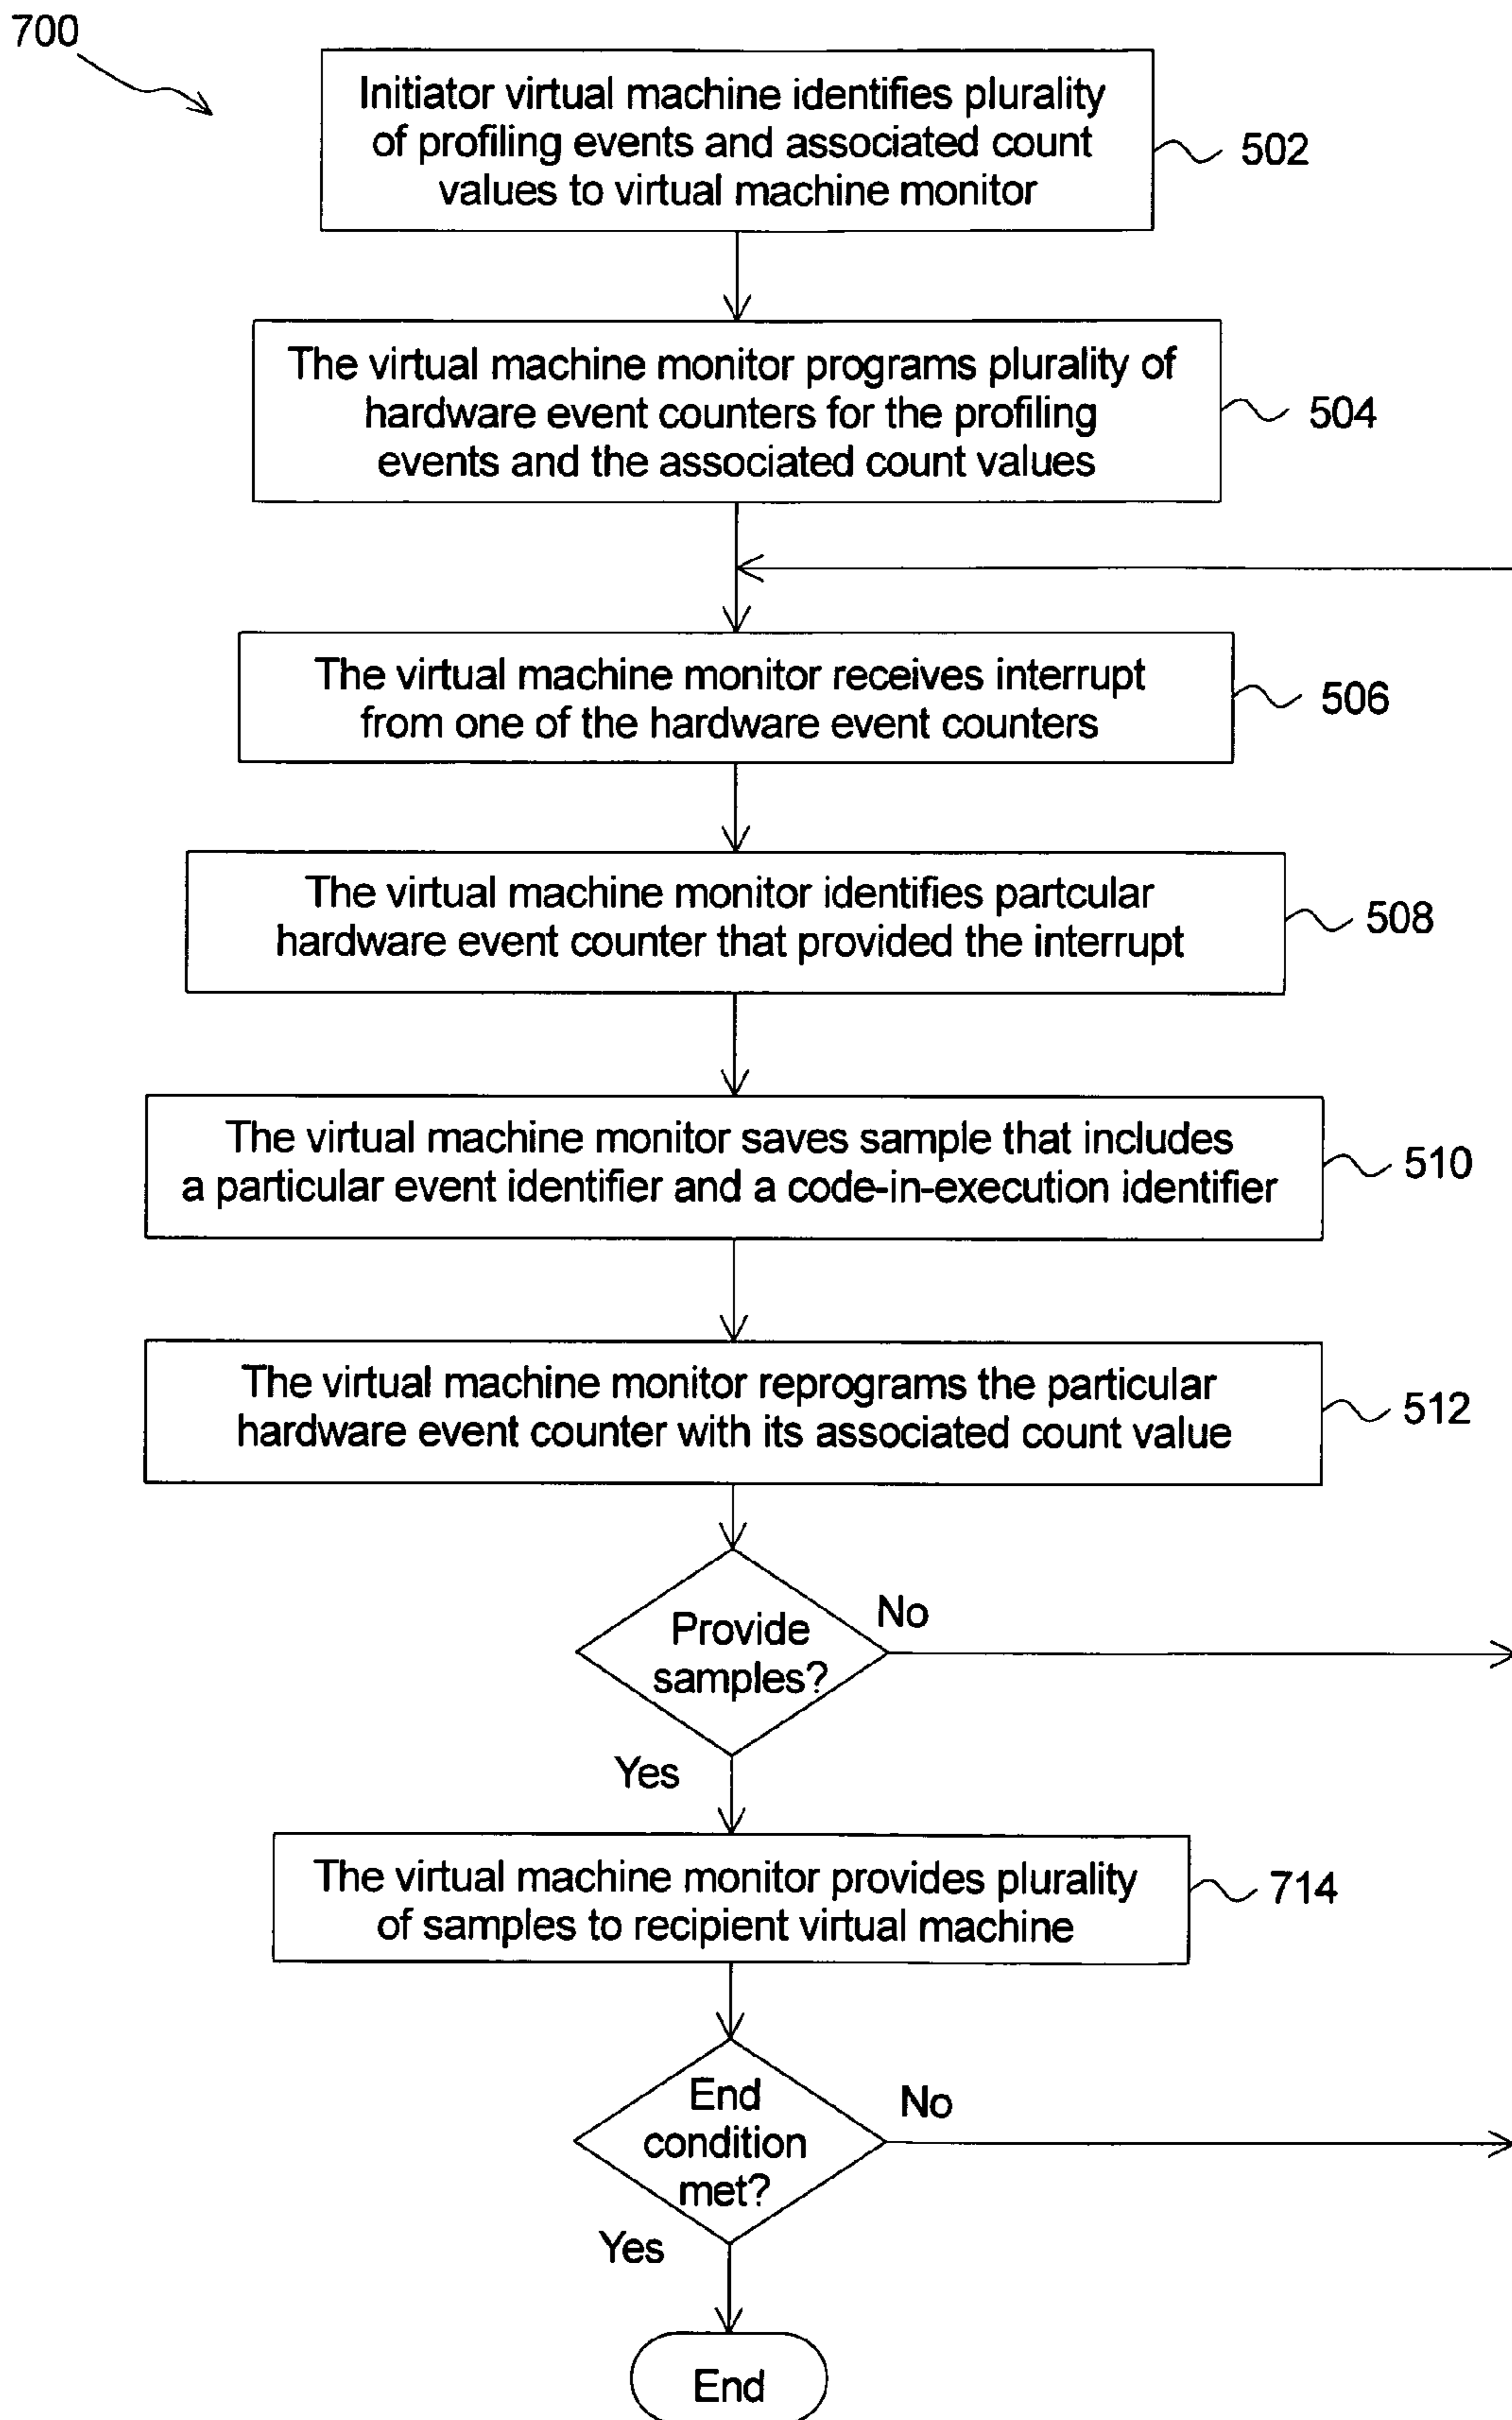 700
Initiator virtual machine identifies plurality
of profiling events and associated count
values to virtual machine monitor
502
The virtual machine monitor programs plurality of
hardware event counters for the profiling
events and the associated count values
504
The virtual machine monitor receives interrupt
from one of the hardware event counters
506
The virtual machine monitor identifies partcular
hardware event counter that provided the interrupt
508
The virtual machine monitor saves sample that includes
a particular event identifier and a code-in-execution identifier
510
The virtual machine monitor reprograms the particular
hardware event counter with its associated count value
512
Provide
samples?
No
Yes
The virtual machine monitor provides plurality
of samples to recipient virtual machine
714
End
condition
met?
No
Yes
End